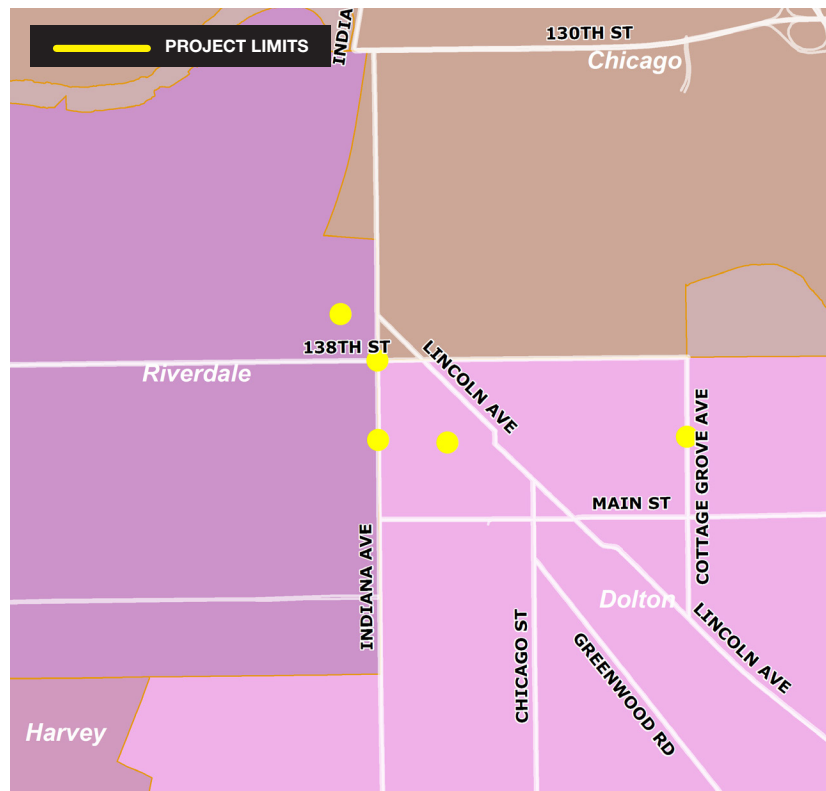 INDIA
130TH ST
PROJECT LIMITS
Chicago
138TH ST
LINCOLN AVE
Riverdale
COTTAGE GROVE AVE
MAIN ST
INDIANA AVE
Dolton
CHICAGO ST
LINCOLN AVE
GREENWOOD RD
Harvey